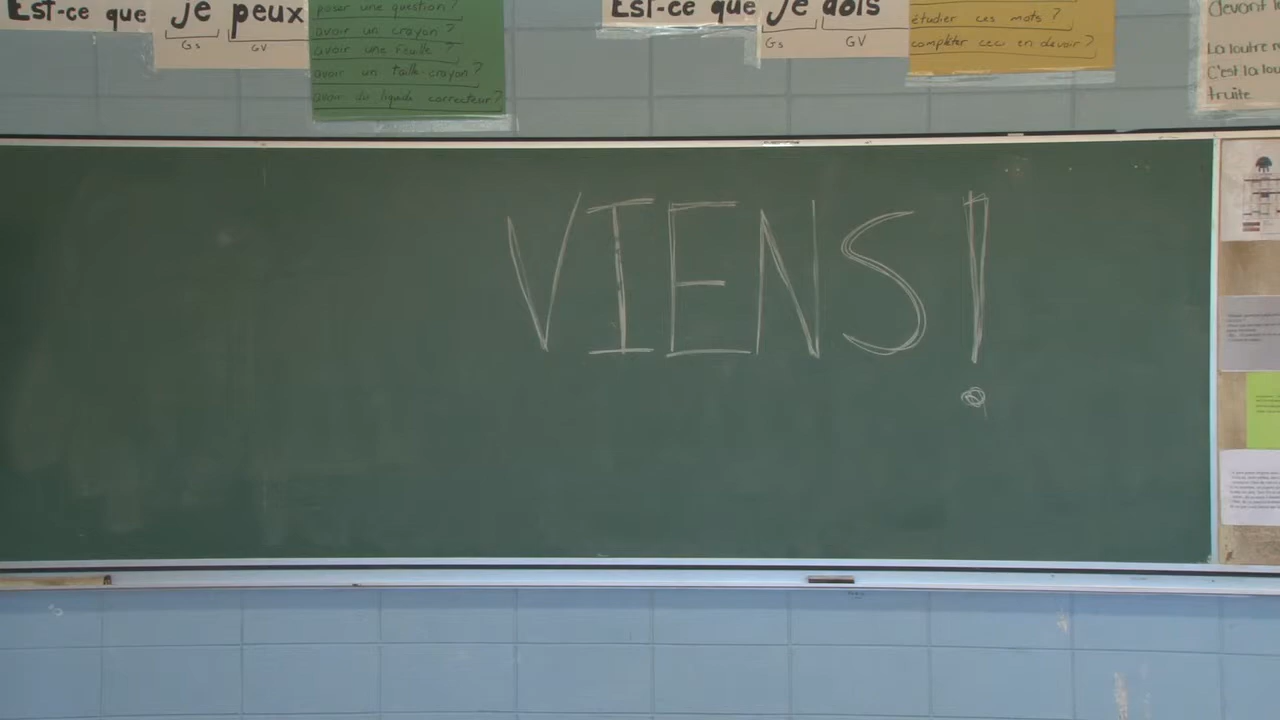 Est-ce que je peux
Gs GV
poser une question?
avoir un crayon?
avoir une feuille?
avoir un taille-crayon?
avoir du liquide correcteur?
Est-ce que je dois
Gs GV
étudier ces mots?
compléter ceci en devoir?
devant l
La loutre
C'est la lou
truite
VIENS!